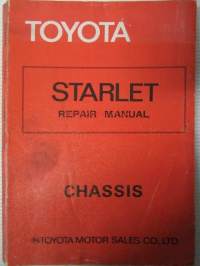 TOYOTA
STARLET
REPAIR MANUAL
CHASSIS
TOYOTA MOTOR SALES CO., LTD.